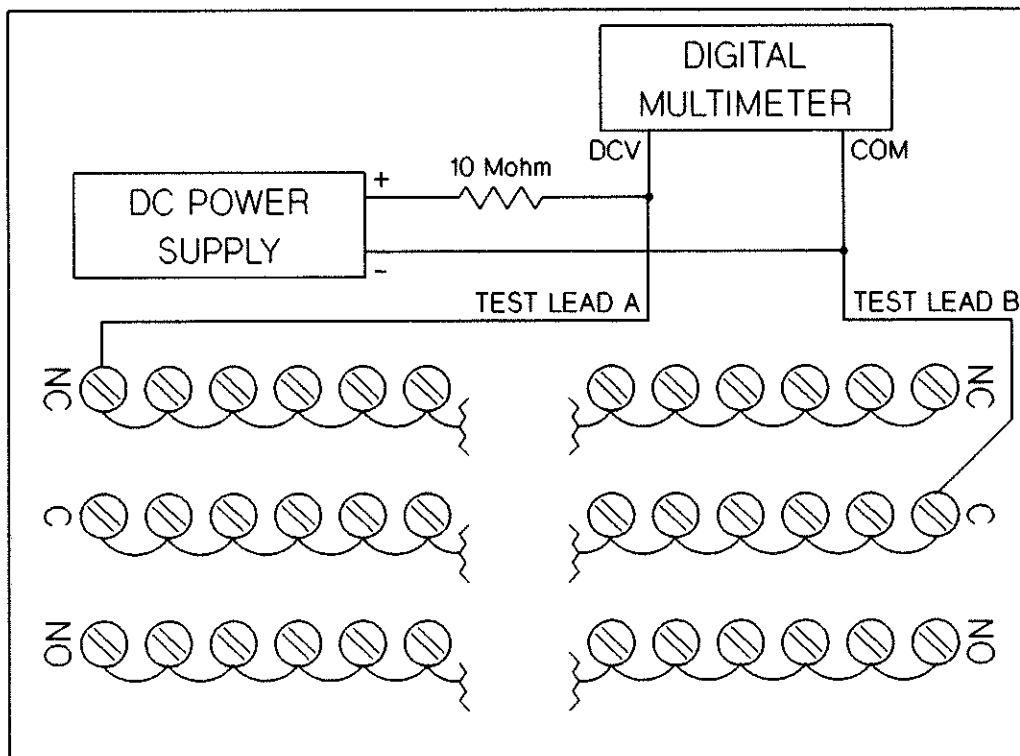 DIGITAL
MULTIMETER
DCV
COM
10 Mohm
+
DC POWER
SUPPLY
-
TEST LEAD A
TEST LEAD B
NC
NC
C
C
NO
NO